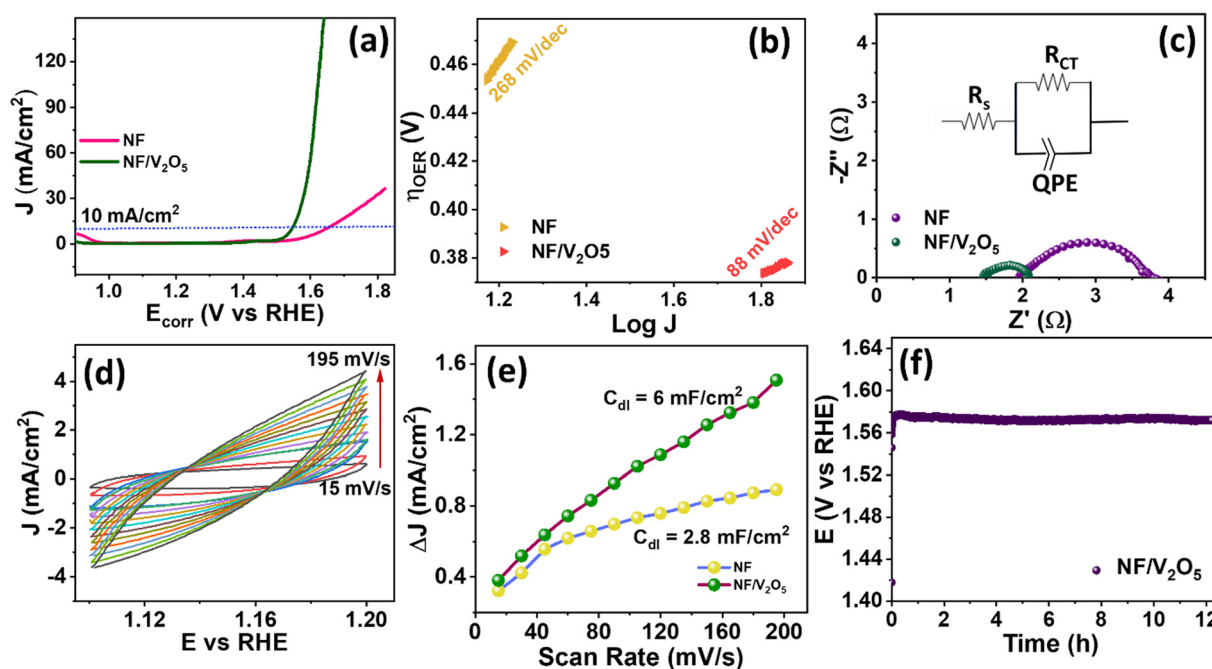 (a)
J (mA/cm²)
120
90
60
30
0
NF
NF/V₂O₅
10 mA/cm²
1.0 1.2 1.4 1.6 1.8
E_corr (V vs RHE)
(b)
η_OER (V)
0.46
0.44
0.42
0.40
0.38
268 mV/dec
NF
NF/V₂O5
88 mV/dec
1.2 1.4 1.6 1.8
Log J
(c)
-Z'' (Ω)
4
3
2
1
0
R_CT
R_s
QPE
NF
NF/V₂O₅
0 1 2 3 4
Z' (Ω)
(d)
J (mA/cm²)
4
2
0
-2
-4
195 mV/s
15 mV/s
1.12 1.16 1.20
E vs RHE
(e)
ΔJ (mA/cm²)
1.6
1.2
0.8
0.4
C_dl = 6 mF/cm²
C_dl = 2.8 mF/cm²
NF
NF/V₂O₅
0 40 80 120 160 200
Scan Rate (mV/s)
(f)
E (V vs RHE)
1.64
1.60
1.56
1.52
1.48
1.44
1.40
NF/V₂O₅
0 2 4 6 8 10 12
Time (h)